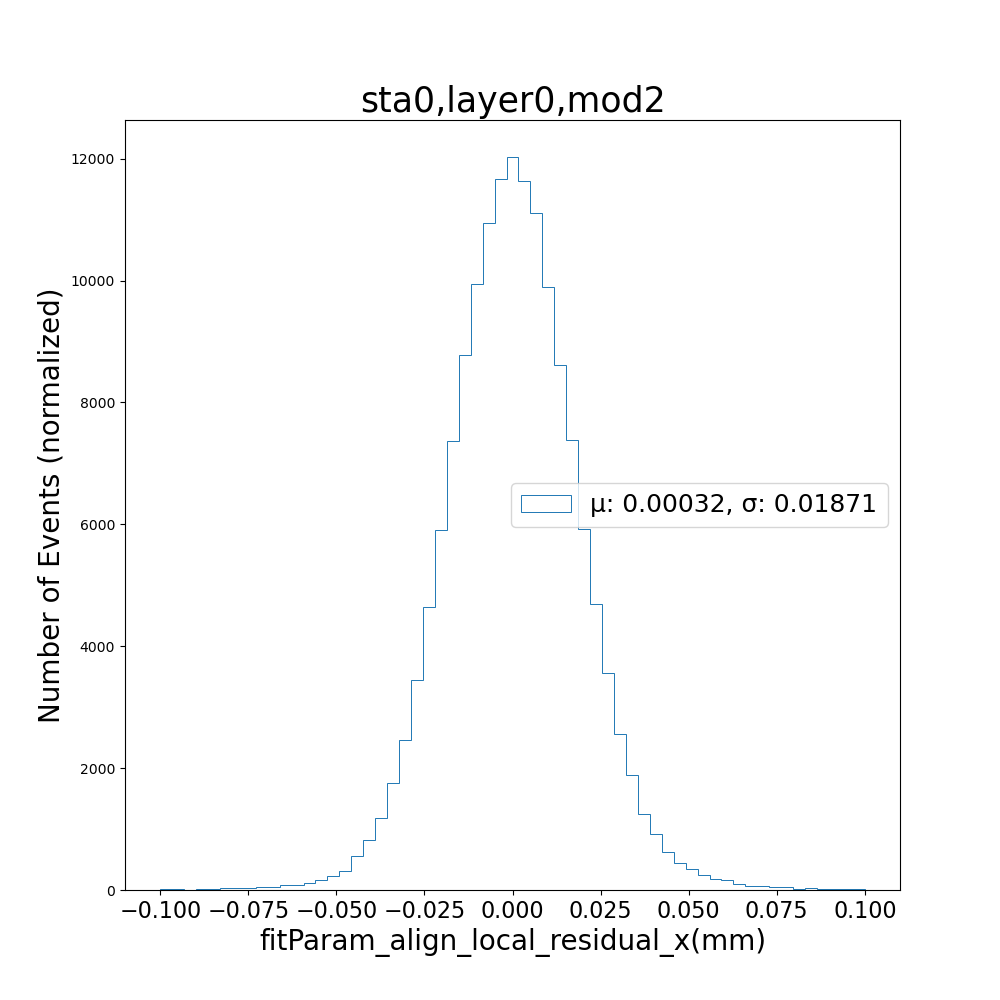 sta0,layer0,mod2
12000
10000
8000
6000
4000
2000
0
Number of Events (normalized)
μ: 0.00032, σ: 0.01871
−0.100 −0.075 −0.050 −0.025 0.000 0.025 0.050 0.075 0.100
fitParam_align_local_residual_x(mm)